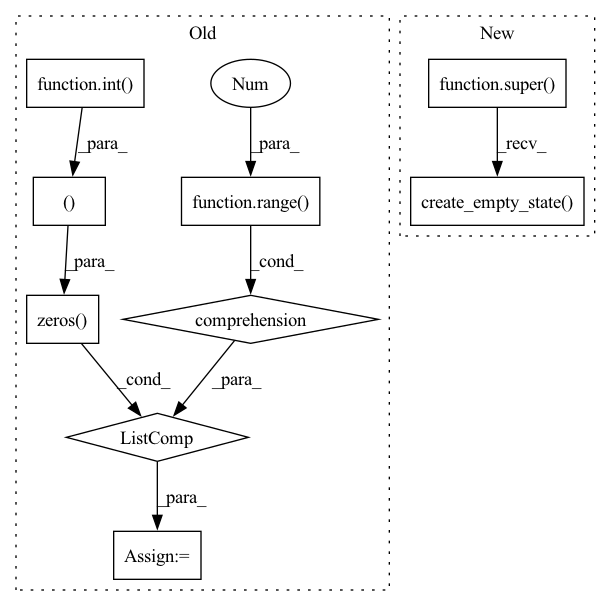 Old
New
function.int()
Num
function.super()
_para_
_para_
_recv_
()
function.range()
create_empty_state()
_para_
_cond_
zeros()
comprehension
_cond_
_para_
ListComp
_para_
Assign:=